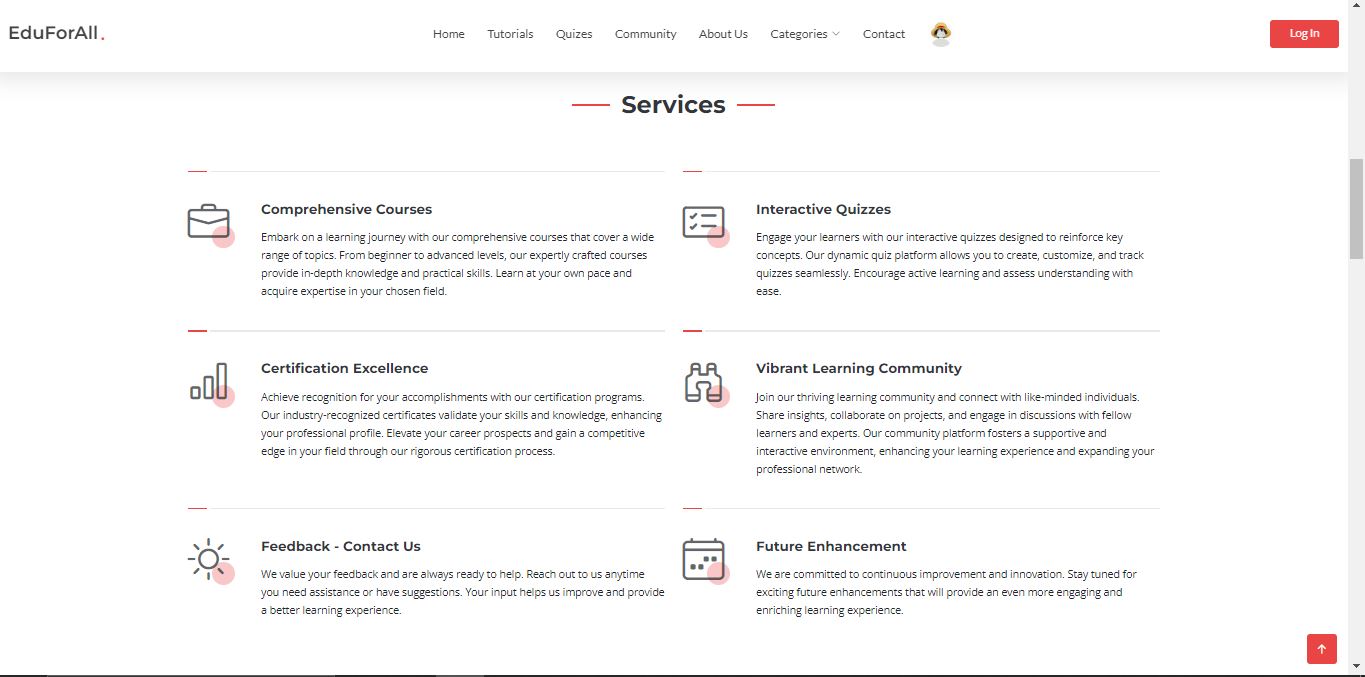 EduForAll.
Home Tutorials Quizes Community About Us Categories Contact
Log In
Services
Comprehensive Courses
Embark on a learning journey with our comprehensive courses that cover a wide
range of topics. From beginner to advanced levels, our expertly crafted courses
provide in-depth knowledge and practical skills. Learn at your own pace and
acquire expertise in your chosen field.
Interactive Quizzes
Engage your learners with our interactive quizzes designed to reinforce key
concepts. Our dynamic quiz platform allows you to create, customize, and track
quizzes seamlessly. Encourage active learning and assess understanding with
ease.
Certification Excellence
Achieve recognition for your accomplishments with our certification programs.
Our industry-recognized certificates validate your skills and knowledge, enhancing
your professional profile. Elevate your career prospects and gain a competitive
edge in your field through our rigorous certification process.
Vibrant Learning Community
Join our thriving learning community and connect with like-minded individuals.
Share insights, collaborate on projects, and engage in discussions with fellow
learners and experts. Our community platform fosters a supportive and
interactive environment, enhancing your learning experience and expanding your
professional network.
Feedback - Contact Us
We value your feedback and are always ready to help. Reach out to us anytime
you need assistance or have suggestions. Your input helps us improve and provide
a better learning experience.
Future Enhancement
We are committed to continuous improvement and innovation. Stay tuned for
exciting future enhancements that will provide an even more engaging and
enriching learning experience.